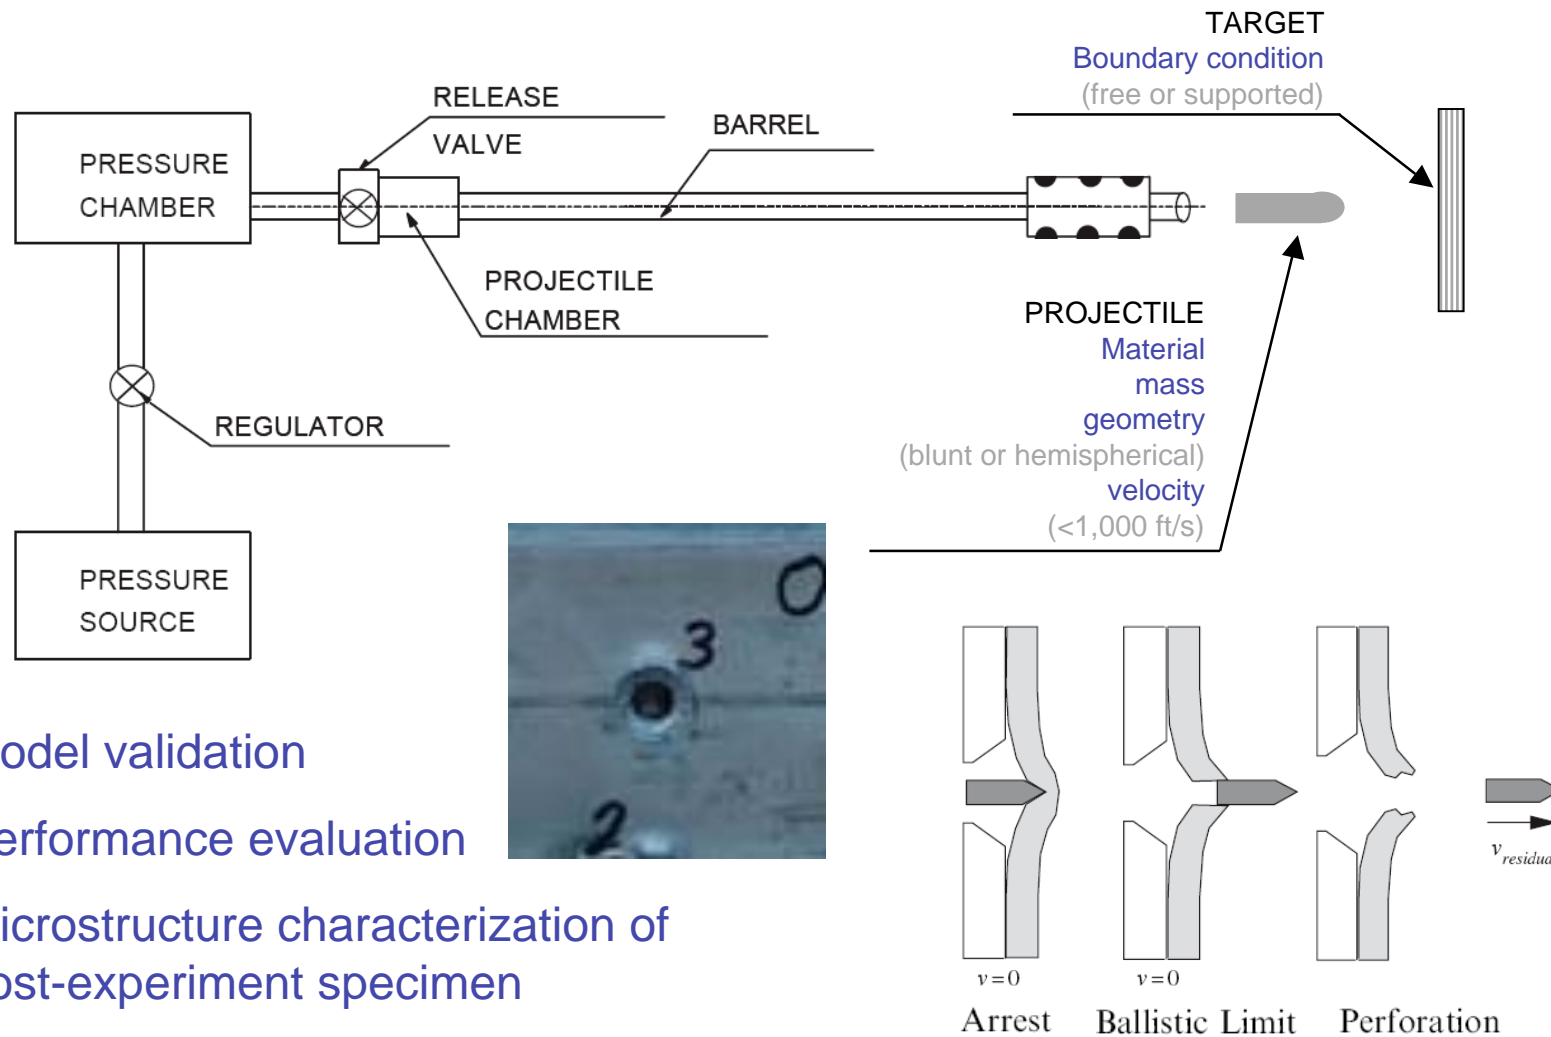 TARGET
Boundary condition
(free or supported)
RELEASE
VALVE
BARREL
PRESSURE
CHAMBER
PROJECTILE
CHAMBER
PROJECTILE
Material
mass
geometry
(blunt or hemispherical)
velocity
(<1,000 ft/s)
REGULATOR
PRESSURE
SOURCE
0
3
2
odel validation
erformance evaluation
icrostructure characterization of
ost-experiment specimen
v=0
v=0
v residua
Arrest
Ballistic Limit
Perforation